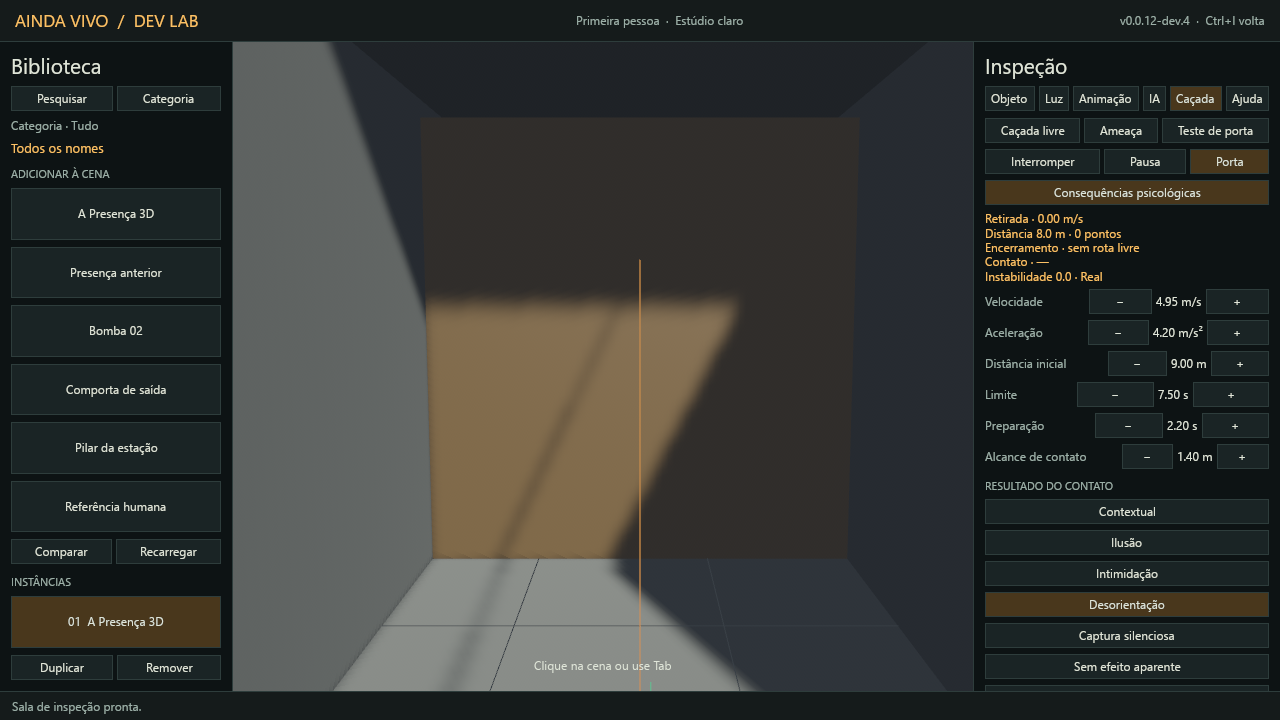 AINDA VIVO / DEV LAB
Primeira pessoa · Estúdio claro
v0.0.12-dev.4 · Ctrl+I volta
Biblioteca
Pesquisar
Categoria
Categoria · Tudo
Todos os nomes
ADICIONAR À CENA
A Presença 3D
Presença anterior
Bomba 02
Comporta de saída
Pilar da estação
Referência humana
Comparar
Recarregar
INSTÂNCIAS
01 A Presença 3D
Duplicar
Remover
Clique na cena ou use Tab
Inspeção
Objeto
Luz
Animação
IA
Caçada
Ajuda
Caçada livre
Ameaça
Teste de porta
Interromper
Pausa
Porta
Consequências psicológicas
Retirada · 0.00 m/s
Distância 8.0 m · 0 pontos
Encerramento · sem rota livre
Contato · —
Instabilidade 0.0 · Real
Velocidade − 4.95 m/s +
Aceleração − 4.20 m/s² +
Distância inicial − 9.00 m +
Limite − 7.50 s +
Preparação − 2.20 s +
Alcance de contato − 1.40 m +
RESULTADO DO CONTATO
Contextual
Ilusão
Intimidação
Desorientação
Captura silenciosa
Sem efeito aparente
Sala de inspeção pronta.